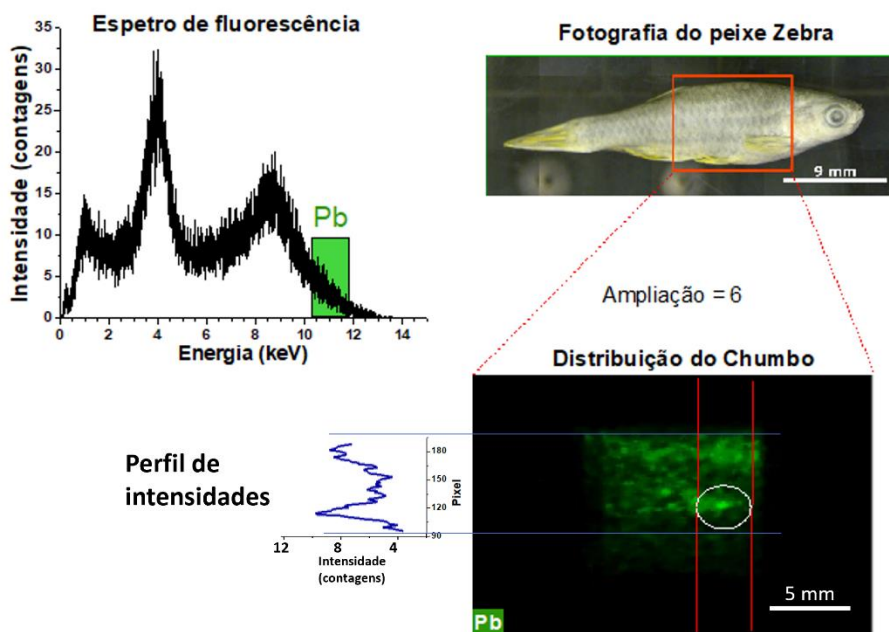 Espetro de fluorescência
Intensidade (contagens)
35
30
25
20
15
10
5
0
Pb
0 2 4 6 8 10 12 14
Energia (keV)
Fotografia do peixe Zebra
9 mm
Ampliação = 6
Distribuição do Chumbo
Perfil de
intensidades
180
150
120
90
Pixel
12 8 4
Intensidade
(contagens)
5 mm
Pb